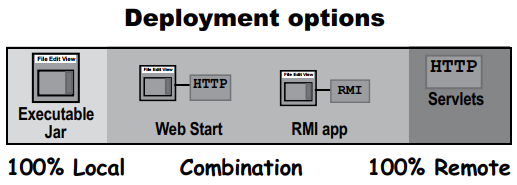 Deployment options
File Edit View
File Edit View
HTTP
File Edit View
RMI
HTTP
Executable
Jar
Web Start
RMI app
Servlets
100% Local
Combination
100% Remote